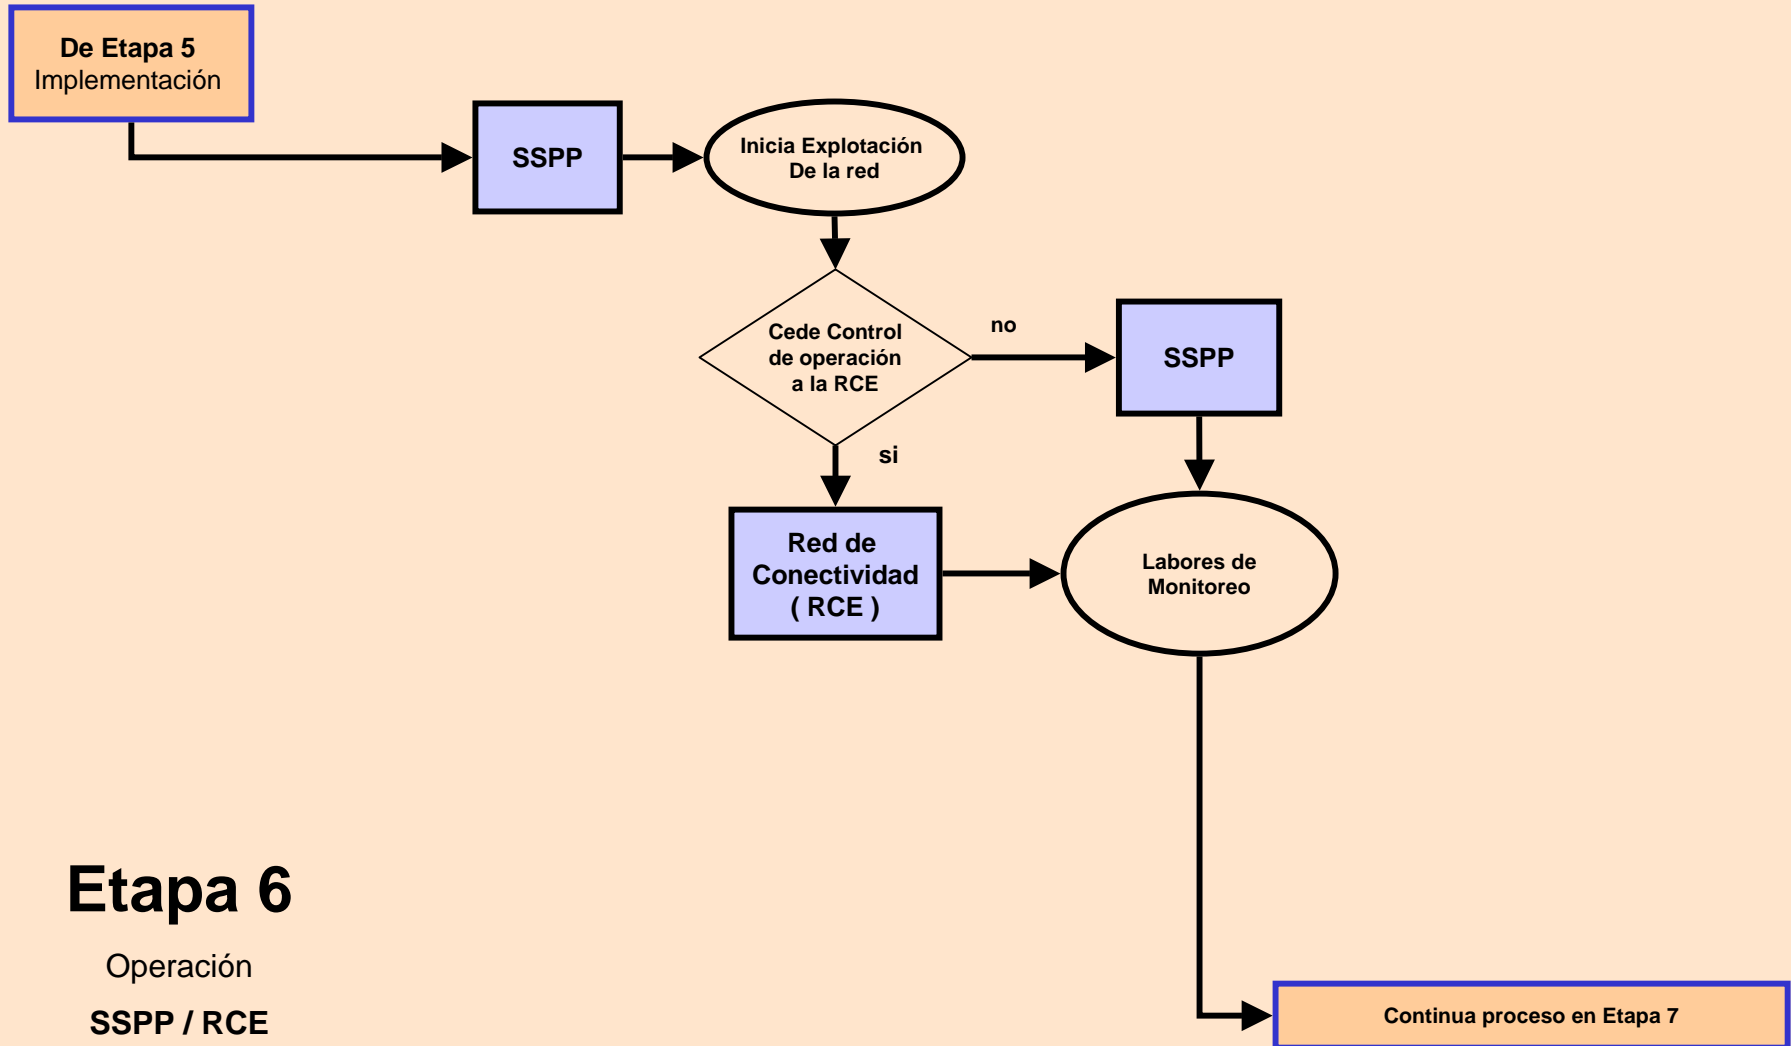 De Etapa 5
Implementación
SSPP
Inicia Explotación
De la red
Cede Control
de operación
a la RCE
no
SSPP
si
Red de
Conectividad
( RCE )
Labores de
Monitoreo
Etapa 6
Operación
SSPP / RCE
Continua proceso en Etapa 7